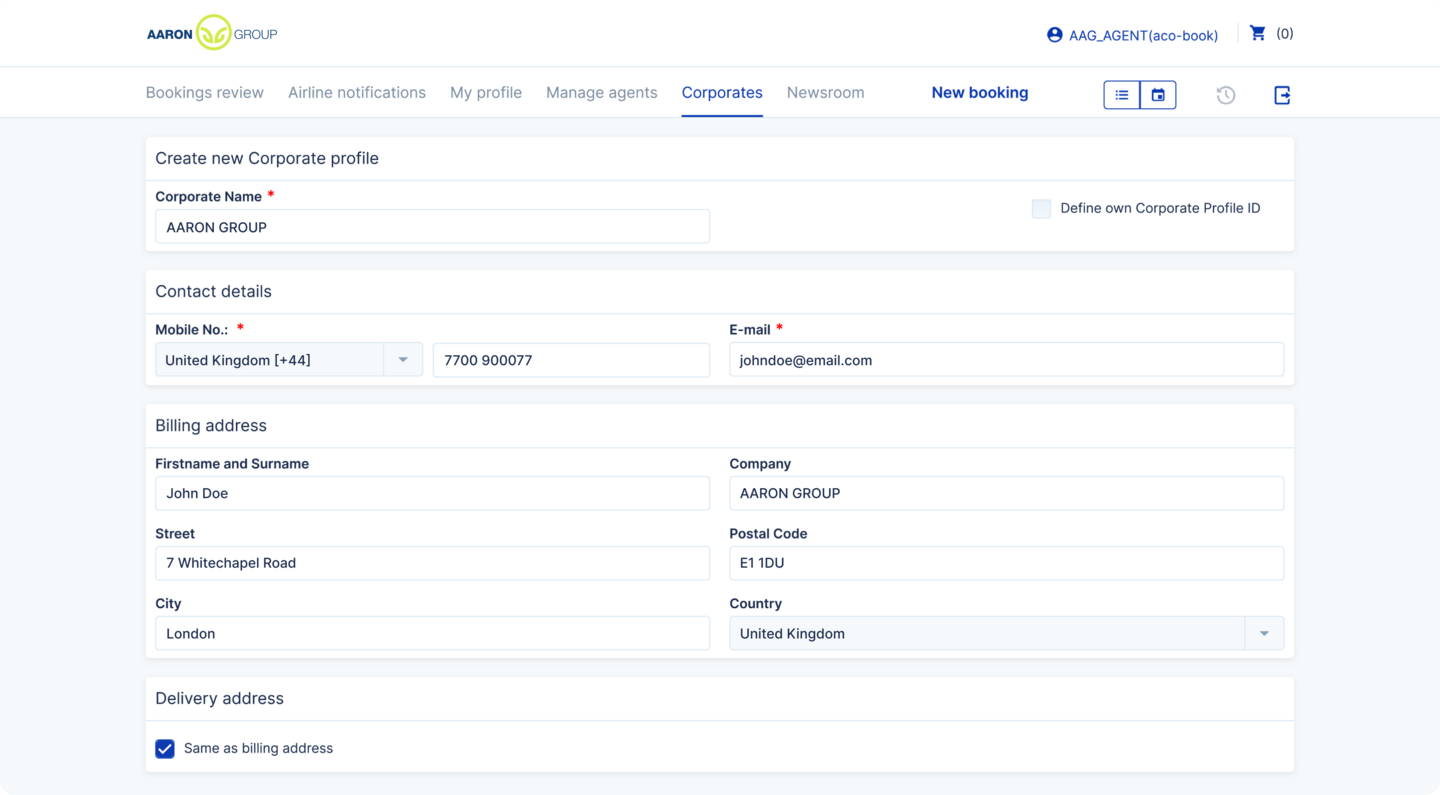 AARON GROUP
AAG_AGENT(aco-book)
(0)
Bookings review Airline notifications My profile Manage agents Corporates Newsroom New booking
Create new Corporate profile
Corporate Name *
AARON GROUP
Define own Corporate Profile ID
Contact details
Mobile No.: * E-mail *
United Kingdom [+44] 7700 900077 johndoe@email.com
Billing address
Firstname and Surname Company
John Doe AARON GROUP
Street Postal Code
7 Whitechapel Road E1 1DU
City Country
London United Kingdom
Delivery address
Same as billing address